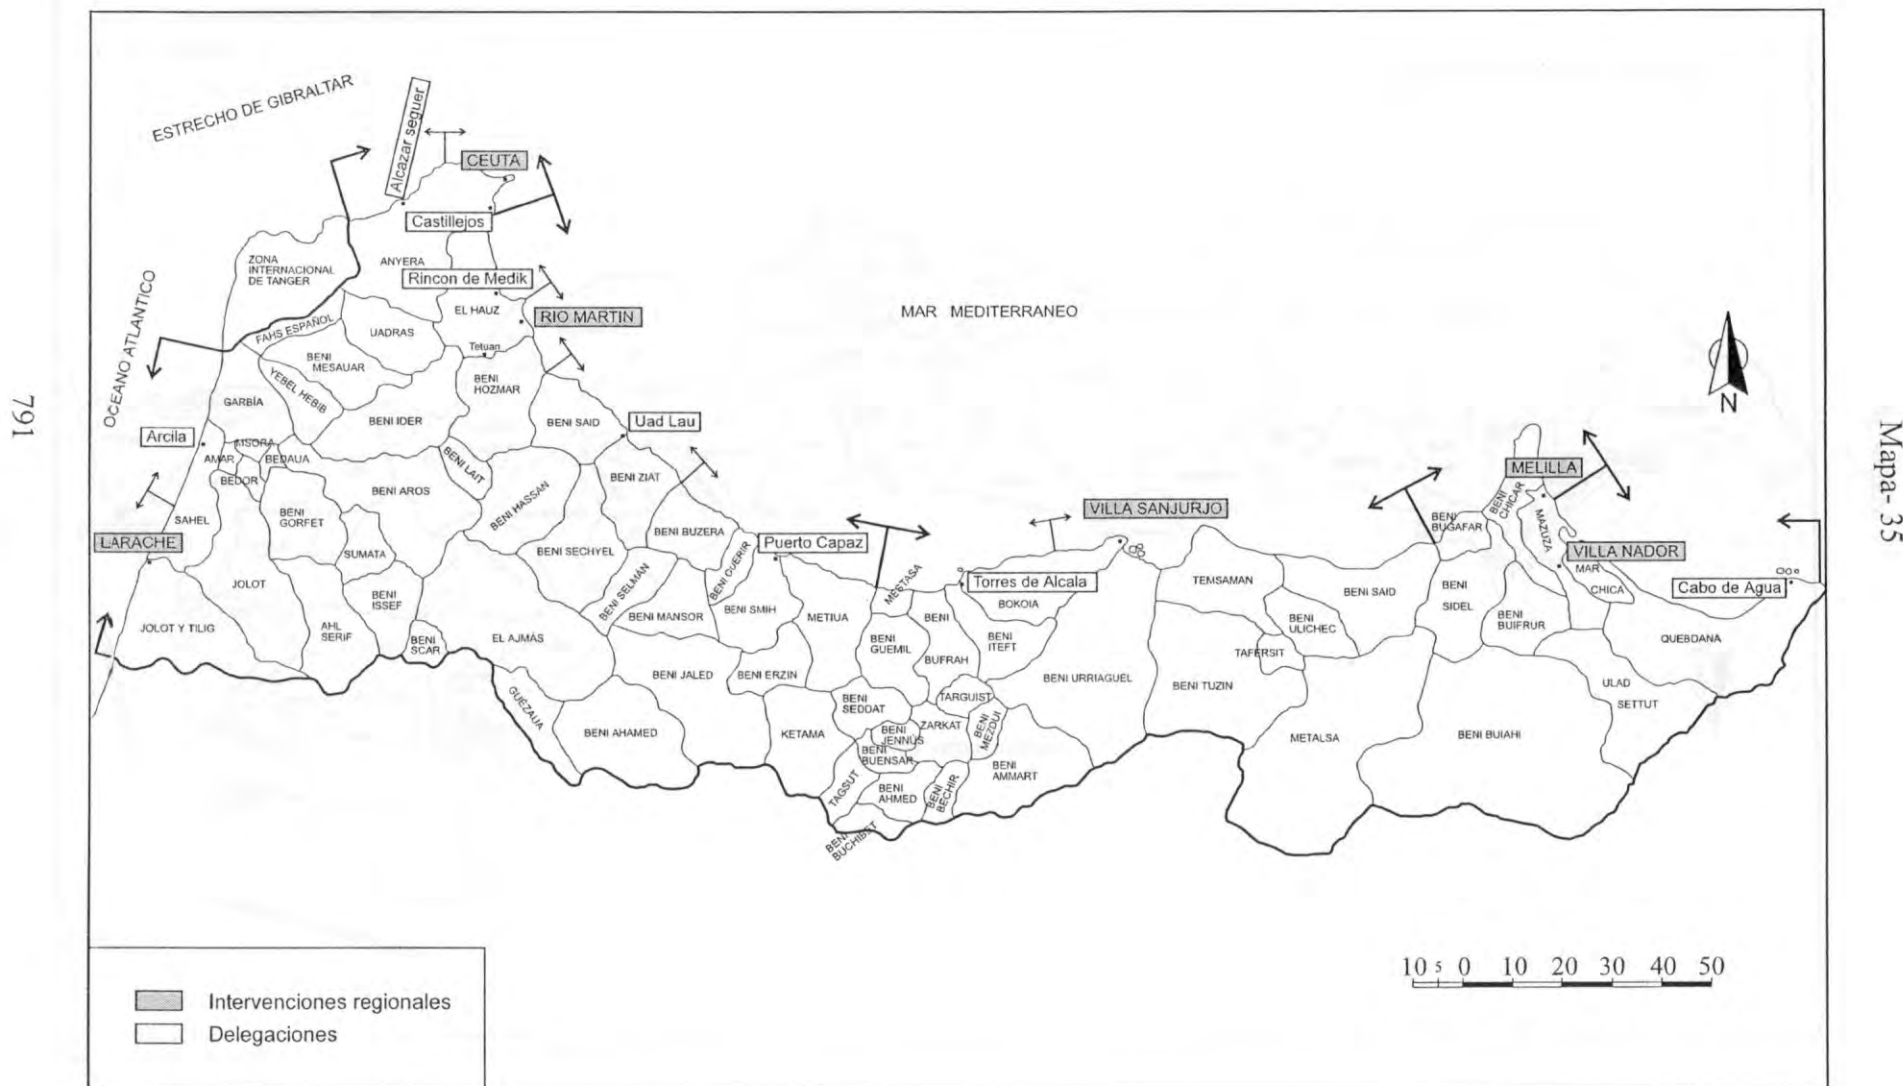 ESTRECHO DE GIBRALTAR
Alcazar seguer
CEUTA
Castillejos
ZONA
INTERNACIONAL
DE TANGER
ANYERA
Rincon de Medik
OCEANO ATLANTICO
MAR MEDITERRANEO
EL HAUZ
RIO MARTIN
FAHS ESPAÑOL
UADRAS
Tetuan
BENI
MESAUAR
YEBEL HEBIB
BENI
HOZMAR
N
GARBÍA
BENI IDER
BENI SAID
Uad Lau
Arcila
MSORA
AMAR
BEDAUA
BEDOR
BENI LAIT
BENI ZIAT
BENI AROS
BENI HASSAN
MELILLA
BENI
CHICAR
SAHEL
BENI
GORFET
VILLA SANJURJO
BENI
BUGAFAR
MAZUZA
LARACHE
SUMATA
BENI SECHYEL
BENI BUZERA
Puerto Capaz
VILLA NADOR
JOLOT
BENI
ISSEF
BENI SELMÁN
BENI GUERIR
METIUA
MESTASA
Torres de Alcala
BOKOIA
TEMSAMAN
BENI SAID
BENI
SIDEL
MAR
CHICA
Cabo de Agua
JOLOT Y TILIG
AHL
SERIF
BENI
SCAR
EL AJMÁS
BENI MANSOR
BENI SMIH
BENI
GUEMIL
BENI
BUFRAH
BENI
ITEFT
BENI
ULICHEC
TAFERSIT
BENI
BUIFRUR
QUEBDANA
GUEZAUA
BENI JALED
BENI ERZIN
BENI
SEDDAT
TARGUIST
BENI URRIAGUEL
BENI TUZIN
ULAD
SETTUT
BENI AHAMED
KETAMA
BENI
JENNUS
ZARKAT
BENI
MEZDUI
METALSA
BENI BUIAHI
BENI
BUENSAR
TAGSUT
BENI
AHMED
BENI
BECHIR
BENI
AMMART
BENI
BUCHIBET
10 5 0 10 20 30 40 50
Intervenciones regionales
Delegaciones
791
Mapa-35